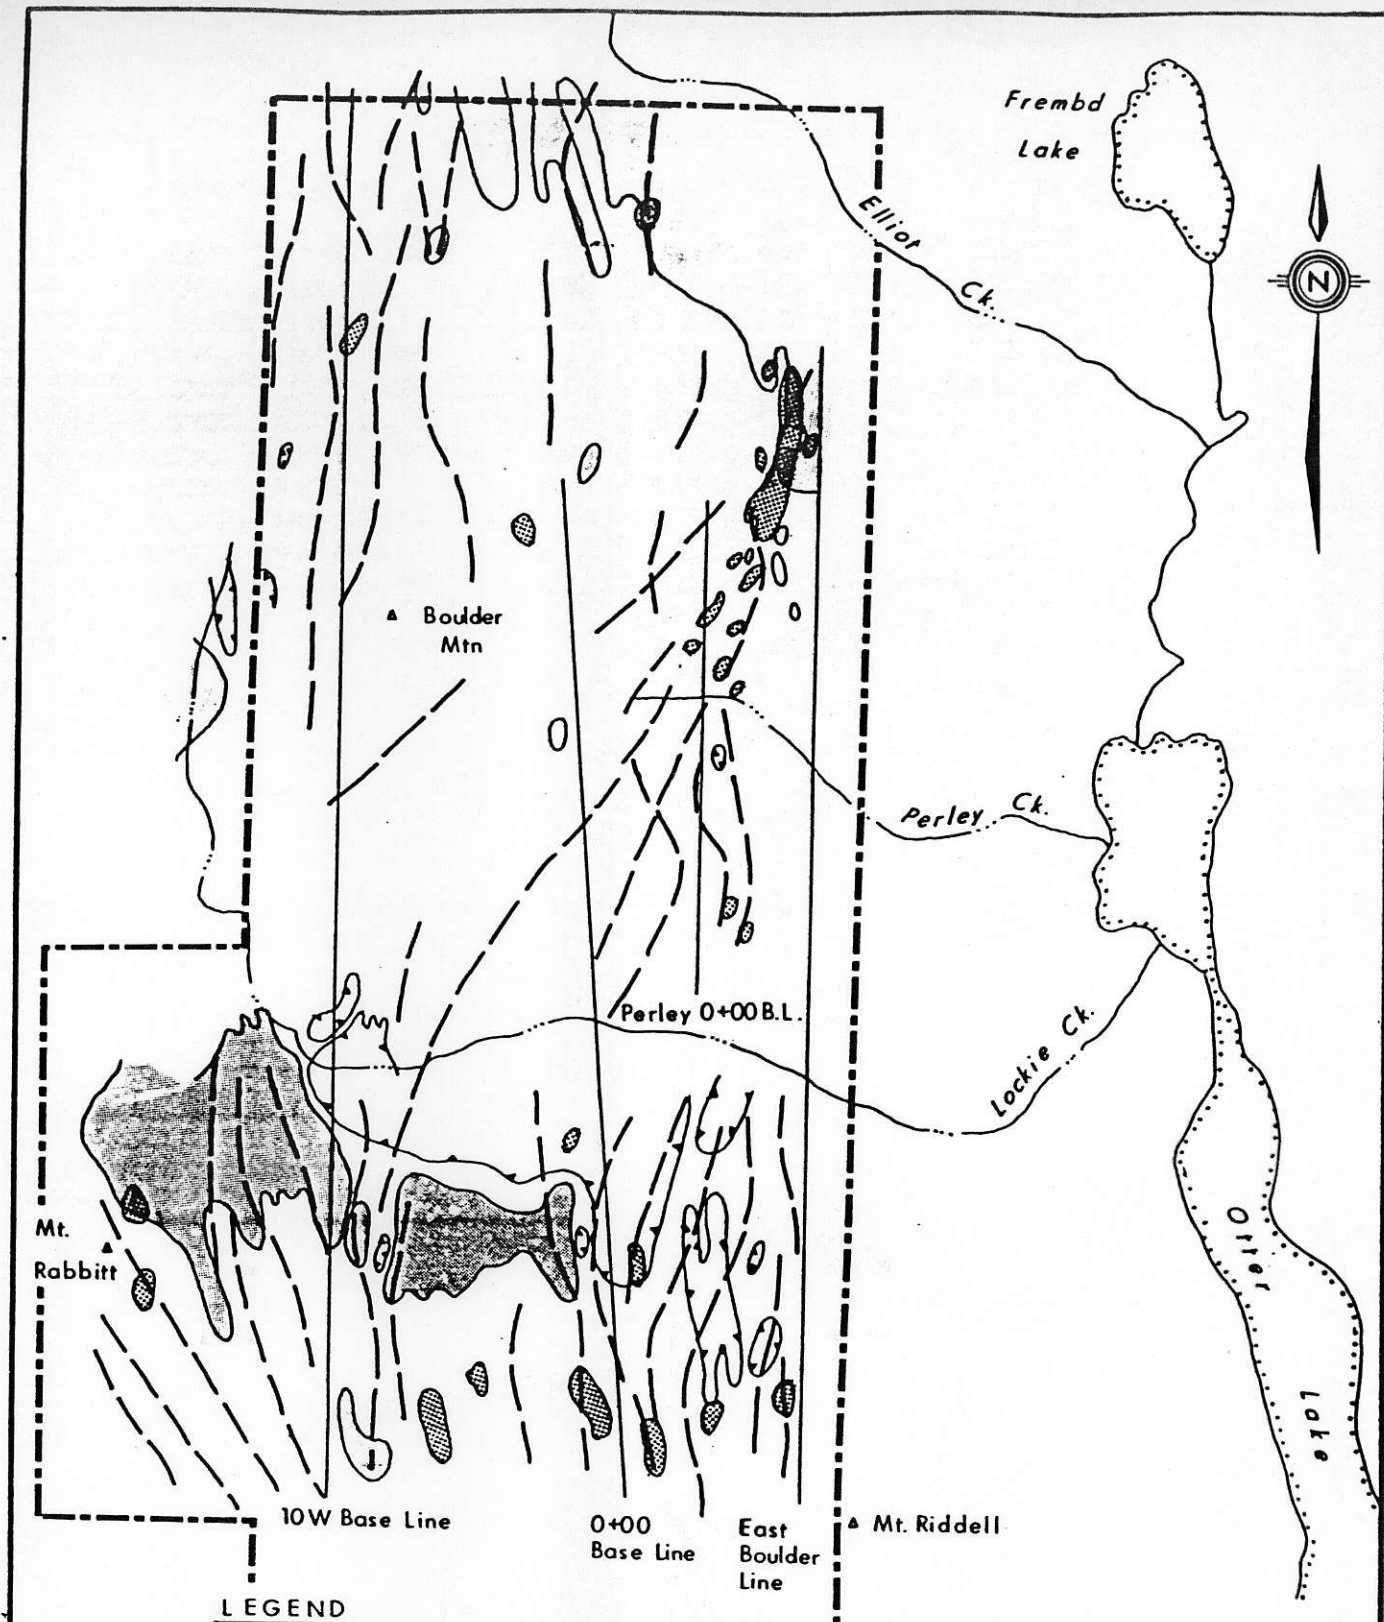 Frembd
Lake
Elliot
Ck.
N
Boulder
Mtn
Perley Ck.
Perley 0+00 B.L.
Lockie Ck.
Mt.
Rabbitt
Otter
Lake
10W Base Line
0+00
Base Line
East
Boulder
Line
Mt. Riddell
LEGEND